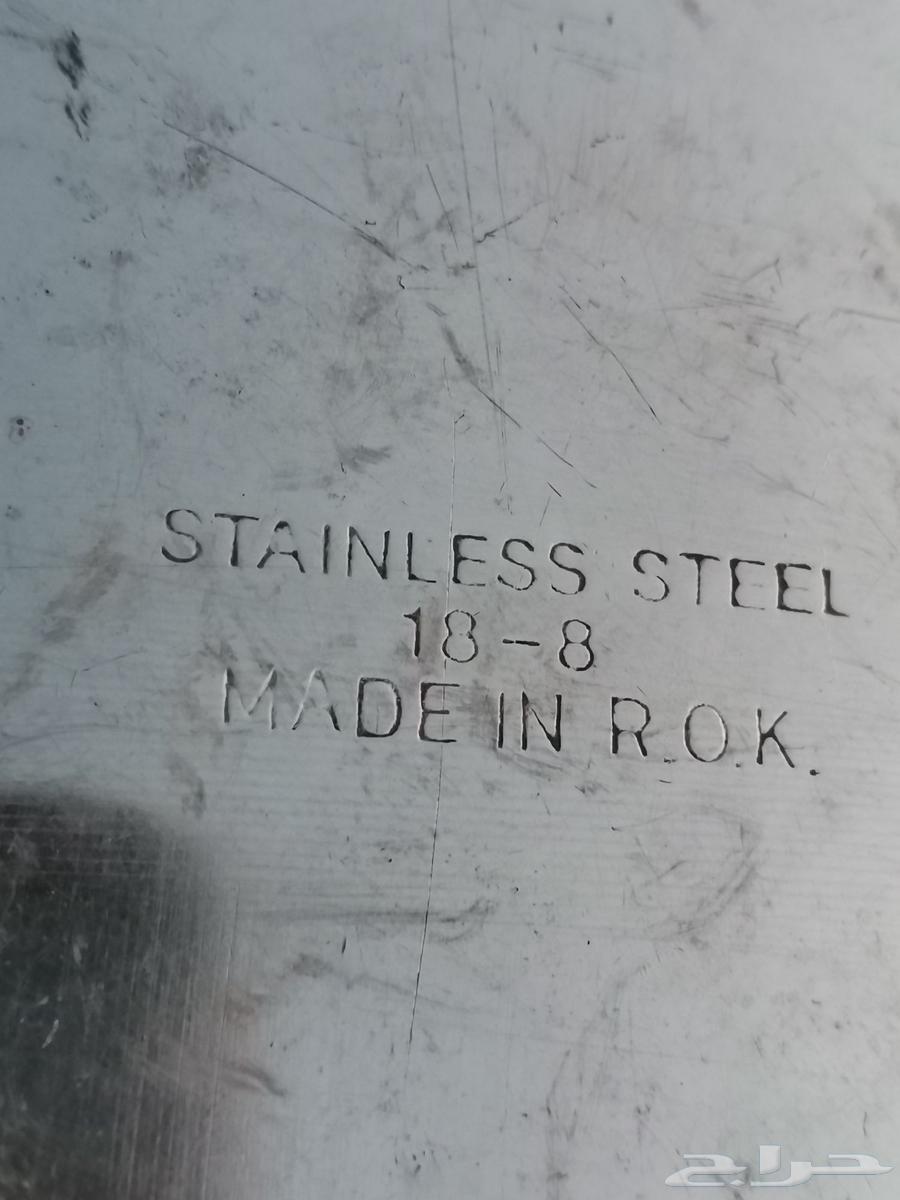 STAINLESS STEEL
18-8
MADE IN R.O.K.
حراج